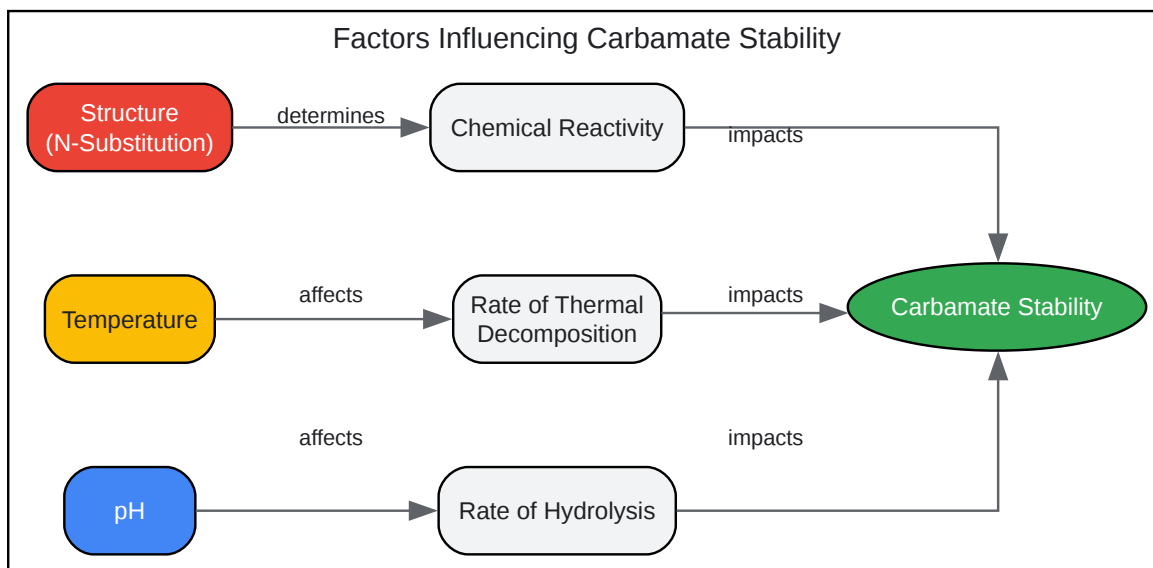 Factors Influencing Carbamate Stability
Structure
(N-Substitution)
determines
Chemical Reactivity
impacts
Temperature
affects
Rate of Thermal
Decomposition
impacts
Carbamate Stability
affects
impacts
pH
Rate of Hydrolysis